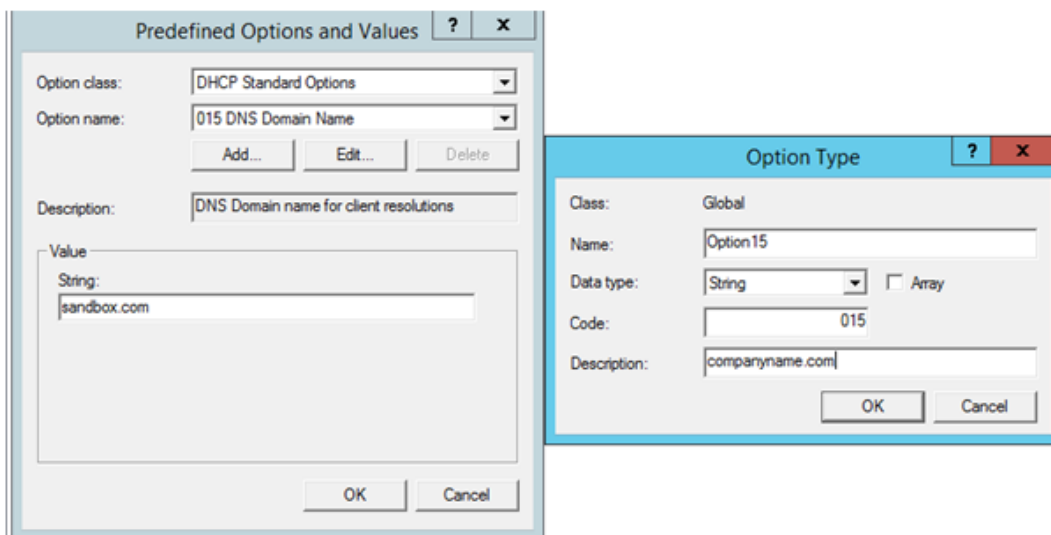 Predefined Options and Values ? x
Option class: DHCP Standard Options
Option name: 015 DNS Domain Name
Add... Edit... Delete
Description: DNS Domain name for client resolutions
Value
String:
sandbox.com
OK Cancel
Option Type ? x
Class: Global
Name: Option15
Data type: String Array
Code: 015
Description: companyname.com
OK Cancel